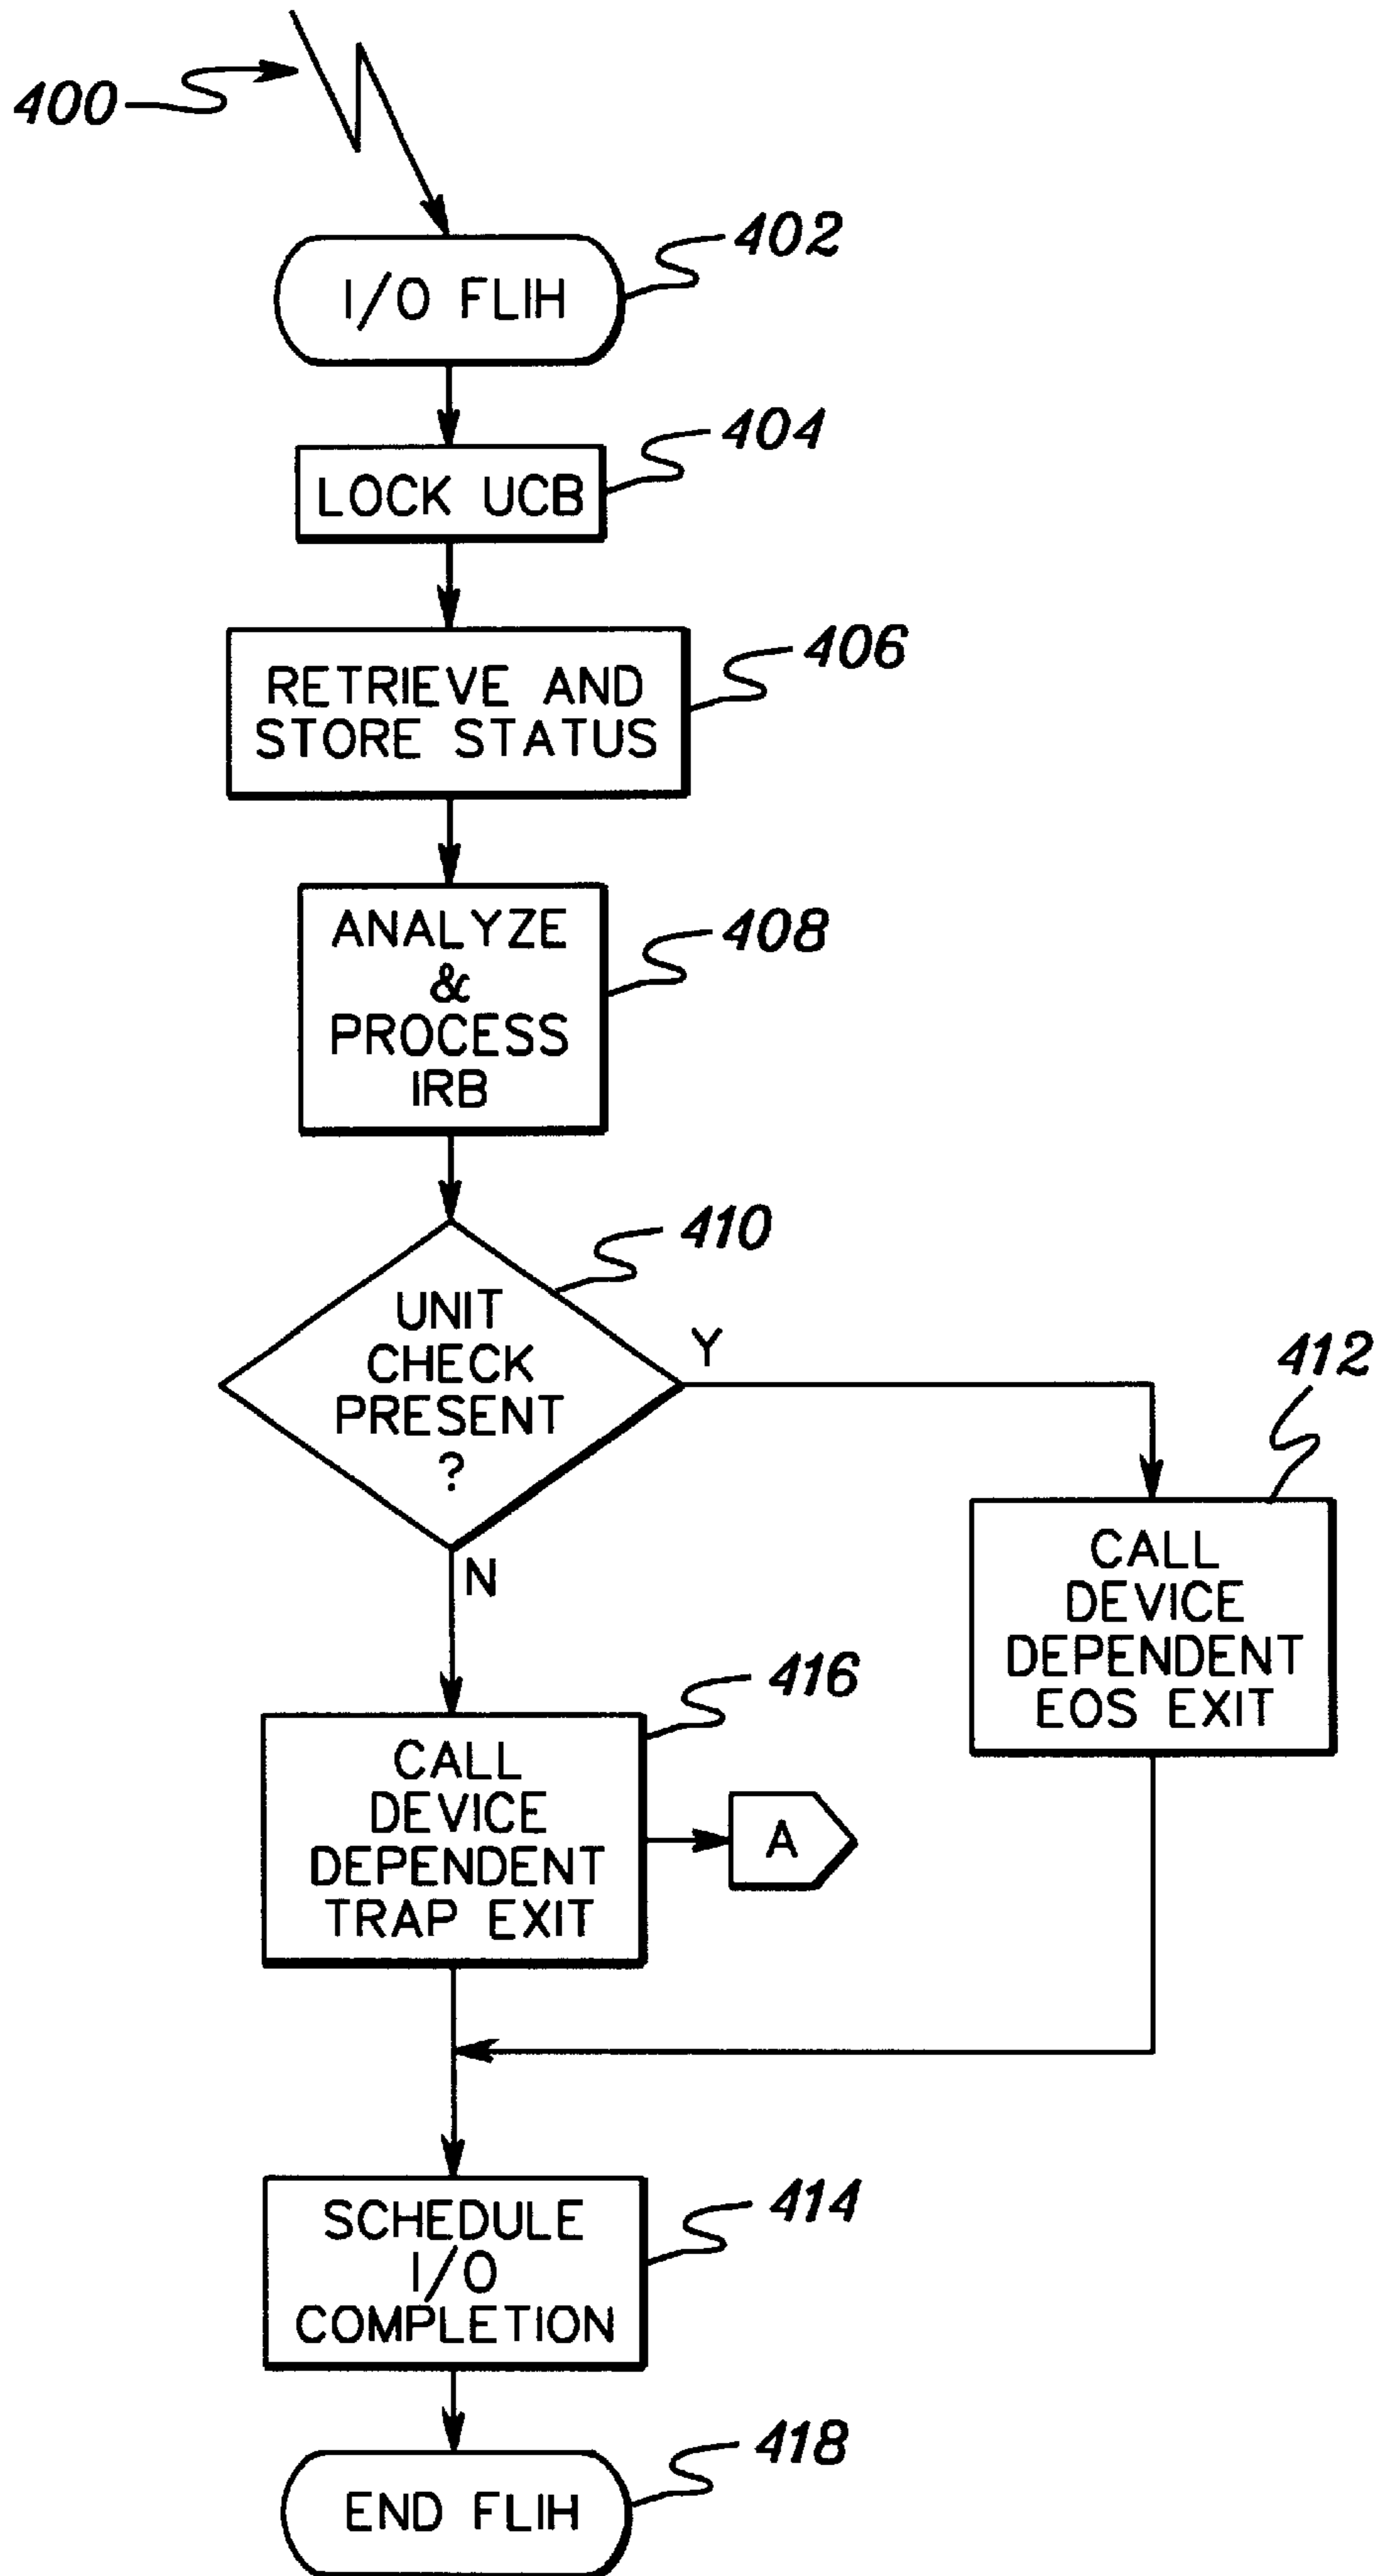 400
402
I/O FLIH
404
LOCK UCB
406
RETRIEVE AND
STORE STATUS
408
ANALYZE
&
PROCESS
IRB
410
UNIT
CHECK
PRESENT
?
Y
N
412
CALL
DEVICE
DEPENDENT
EOS EXIT
416
CALL
DEVICE
DEPENDENT
TRAP EXIT
A
414
SCHEDULE
I/O
COMPLETION
418
END FLIH